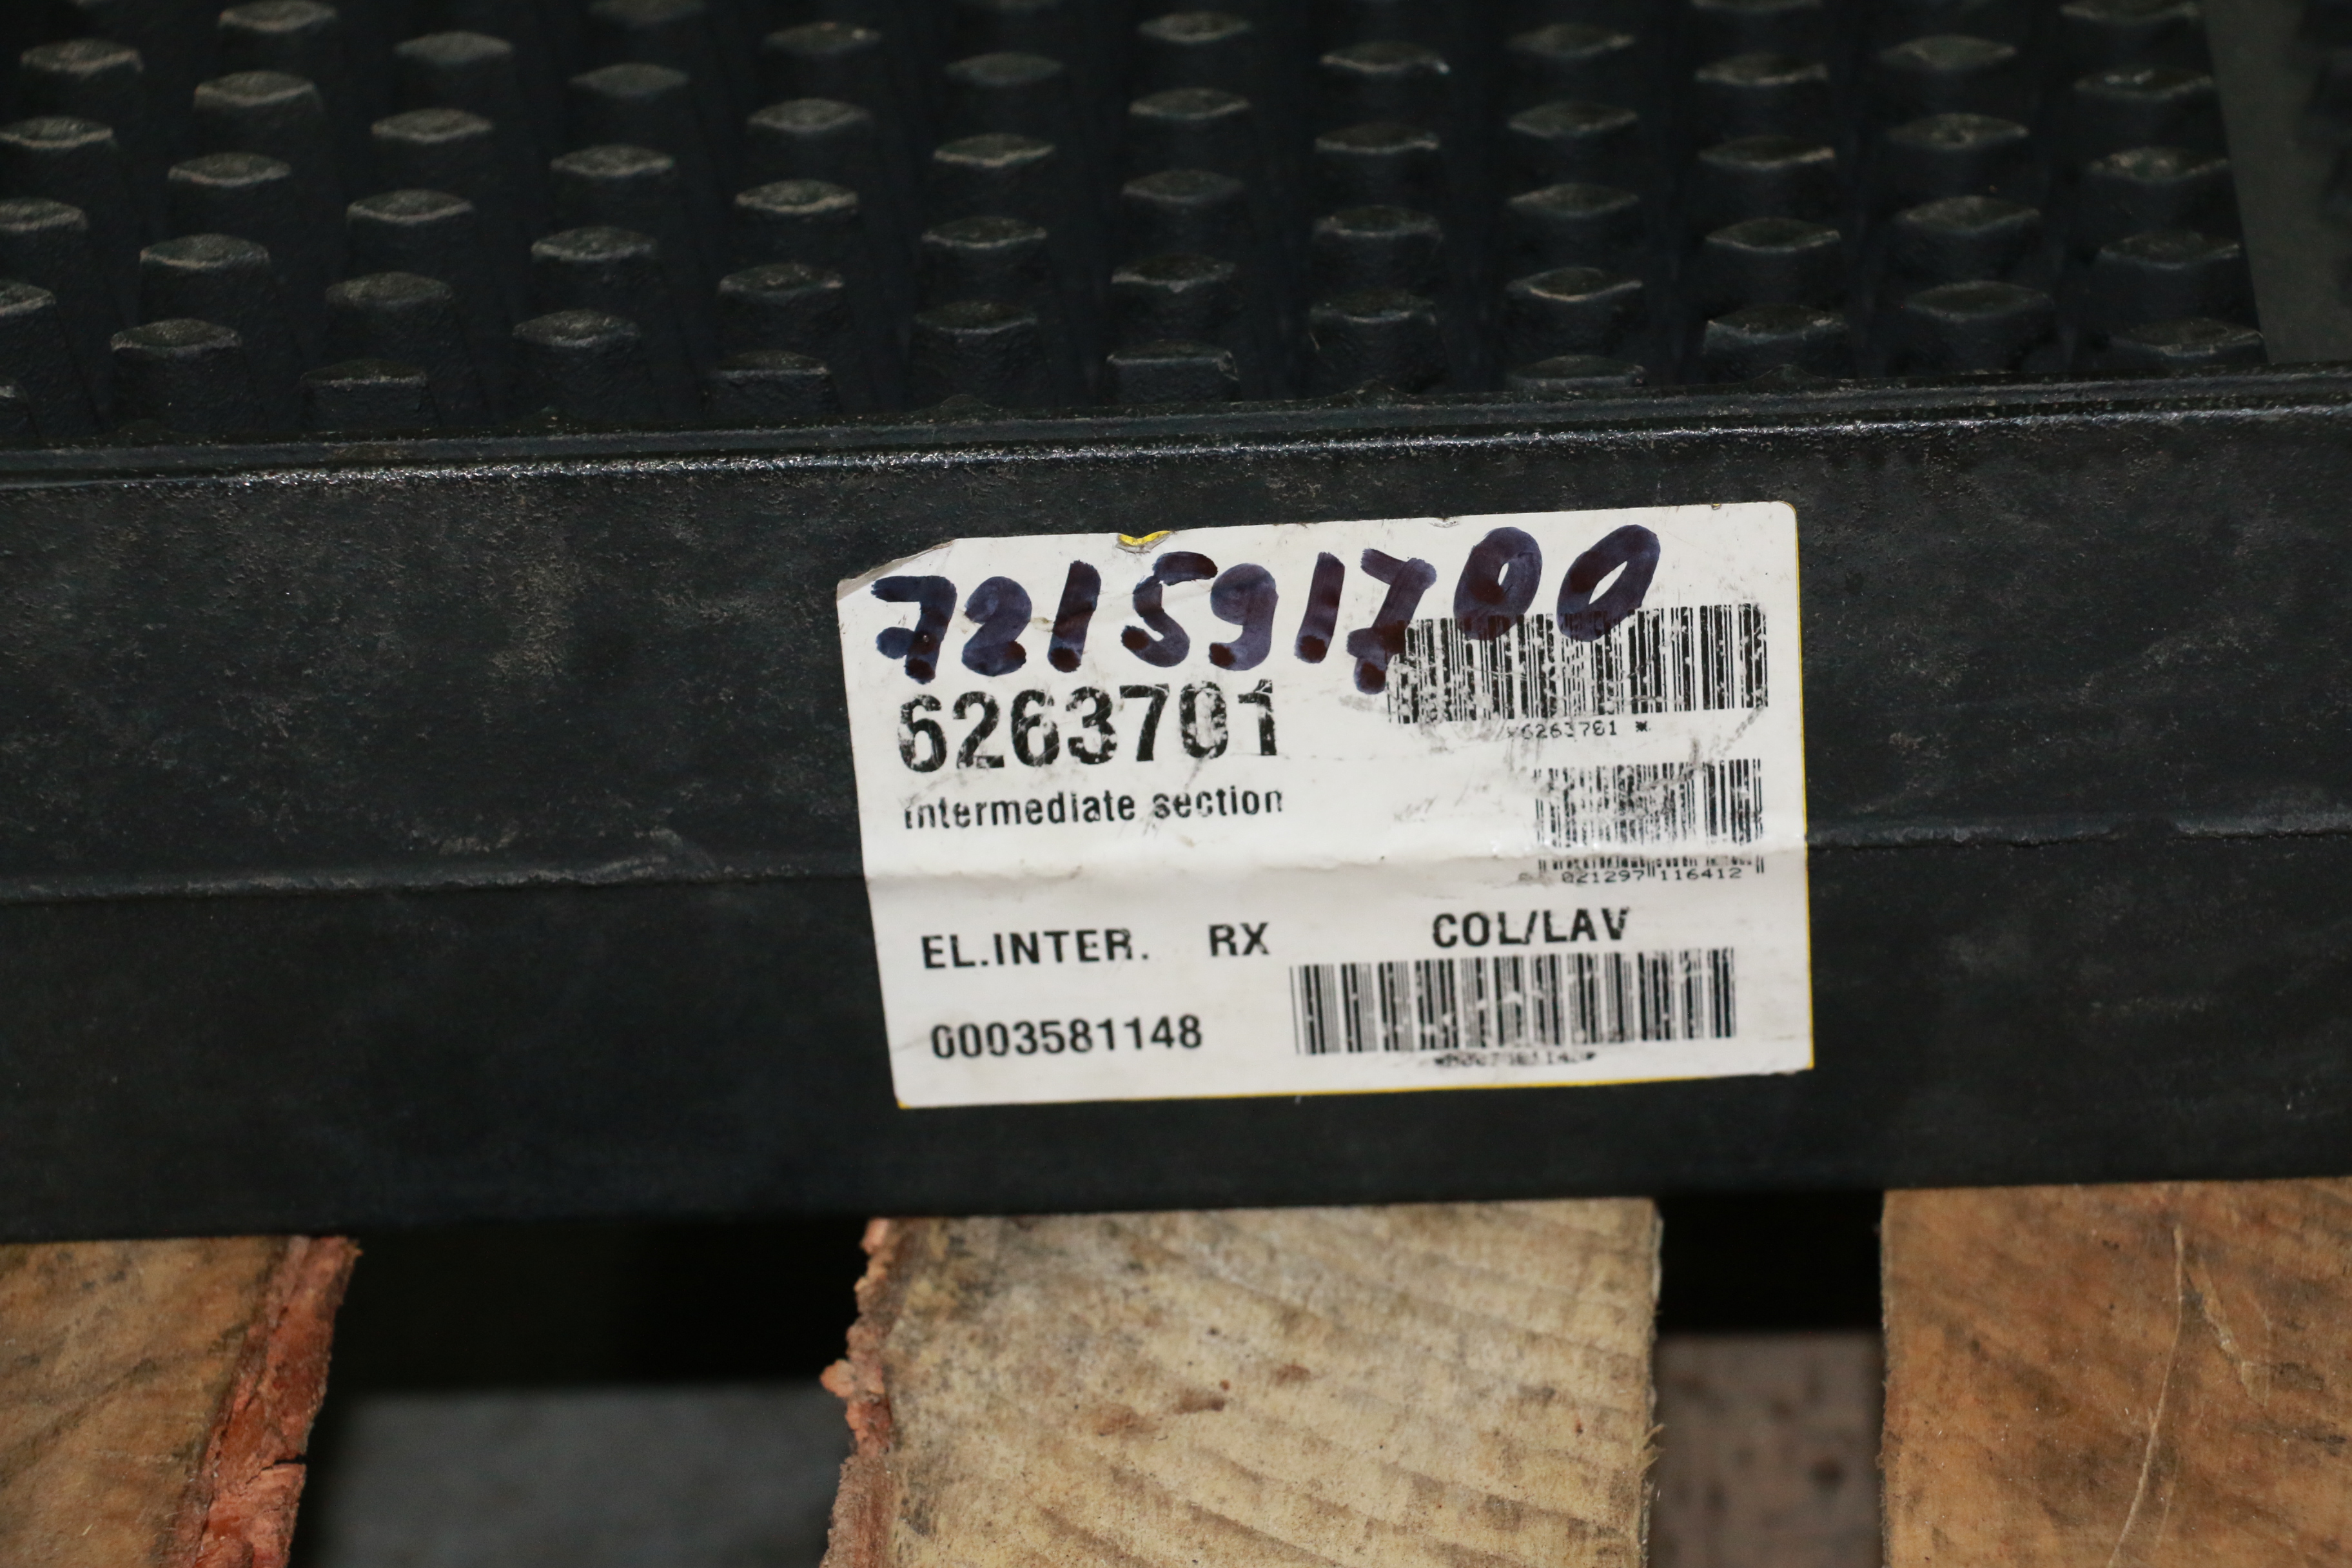 721591700
6263701
*6263701 *
Intermediate section
021297 116412
EL.INTER. RX COL/LAV
0003581148